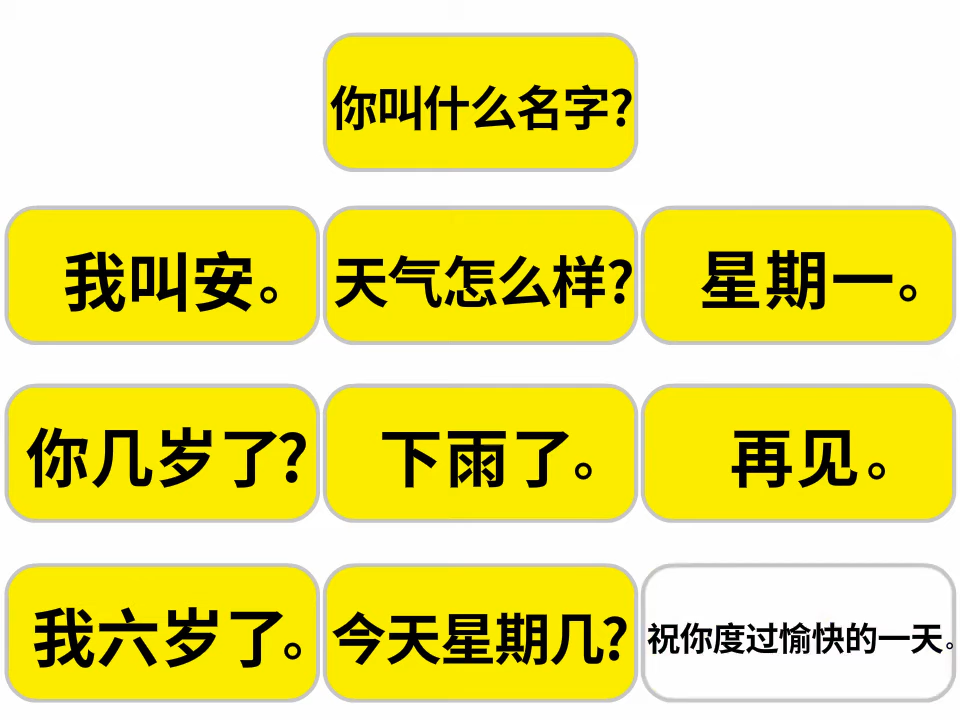 你叫什么名字?
我叫安。
天气怎么样?
星期一。
你几岁了?
下雨了。
再见。
我六岁了。
今天星期几?
祝你度过愉快的一天。